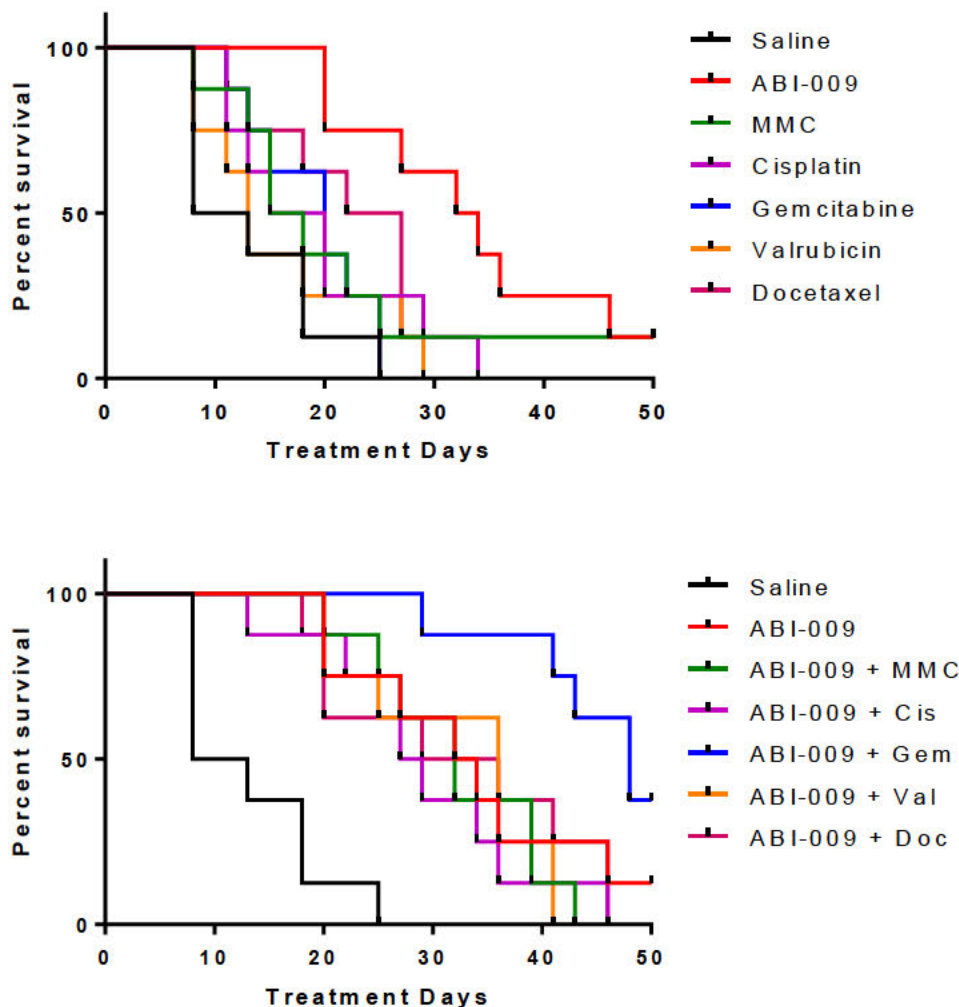 Percent survival
100
50
0
0 10 20 30 40 50
Treatment Days
Saline
ABI-009
MMC
Cisplatin
Gemcitabine
Valrubicin
Docetaxel
Percent survival
100
50
0
0 10 20 30 40 50
Treatment Days
Saline
ABI-009
ABI-009 + MMC
ABI-009 + Cis
ABI-009 + Gem
ABI-009 + Val
ABI-009 + Doc